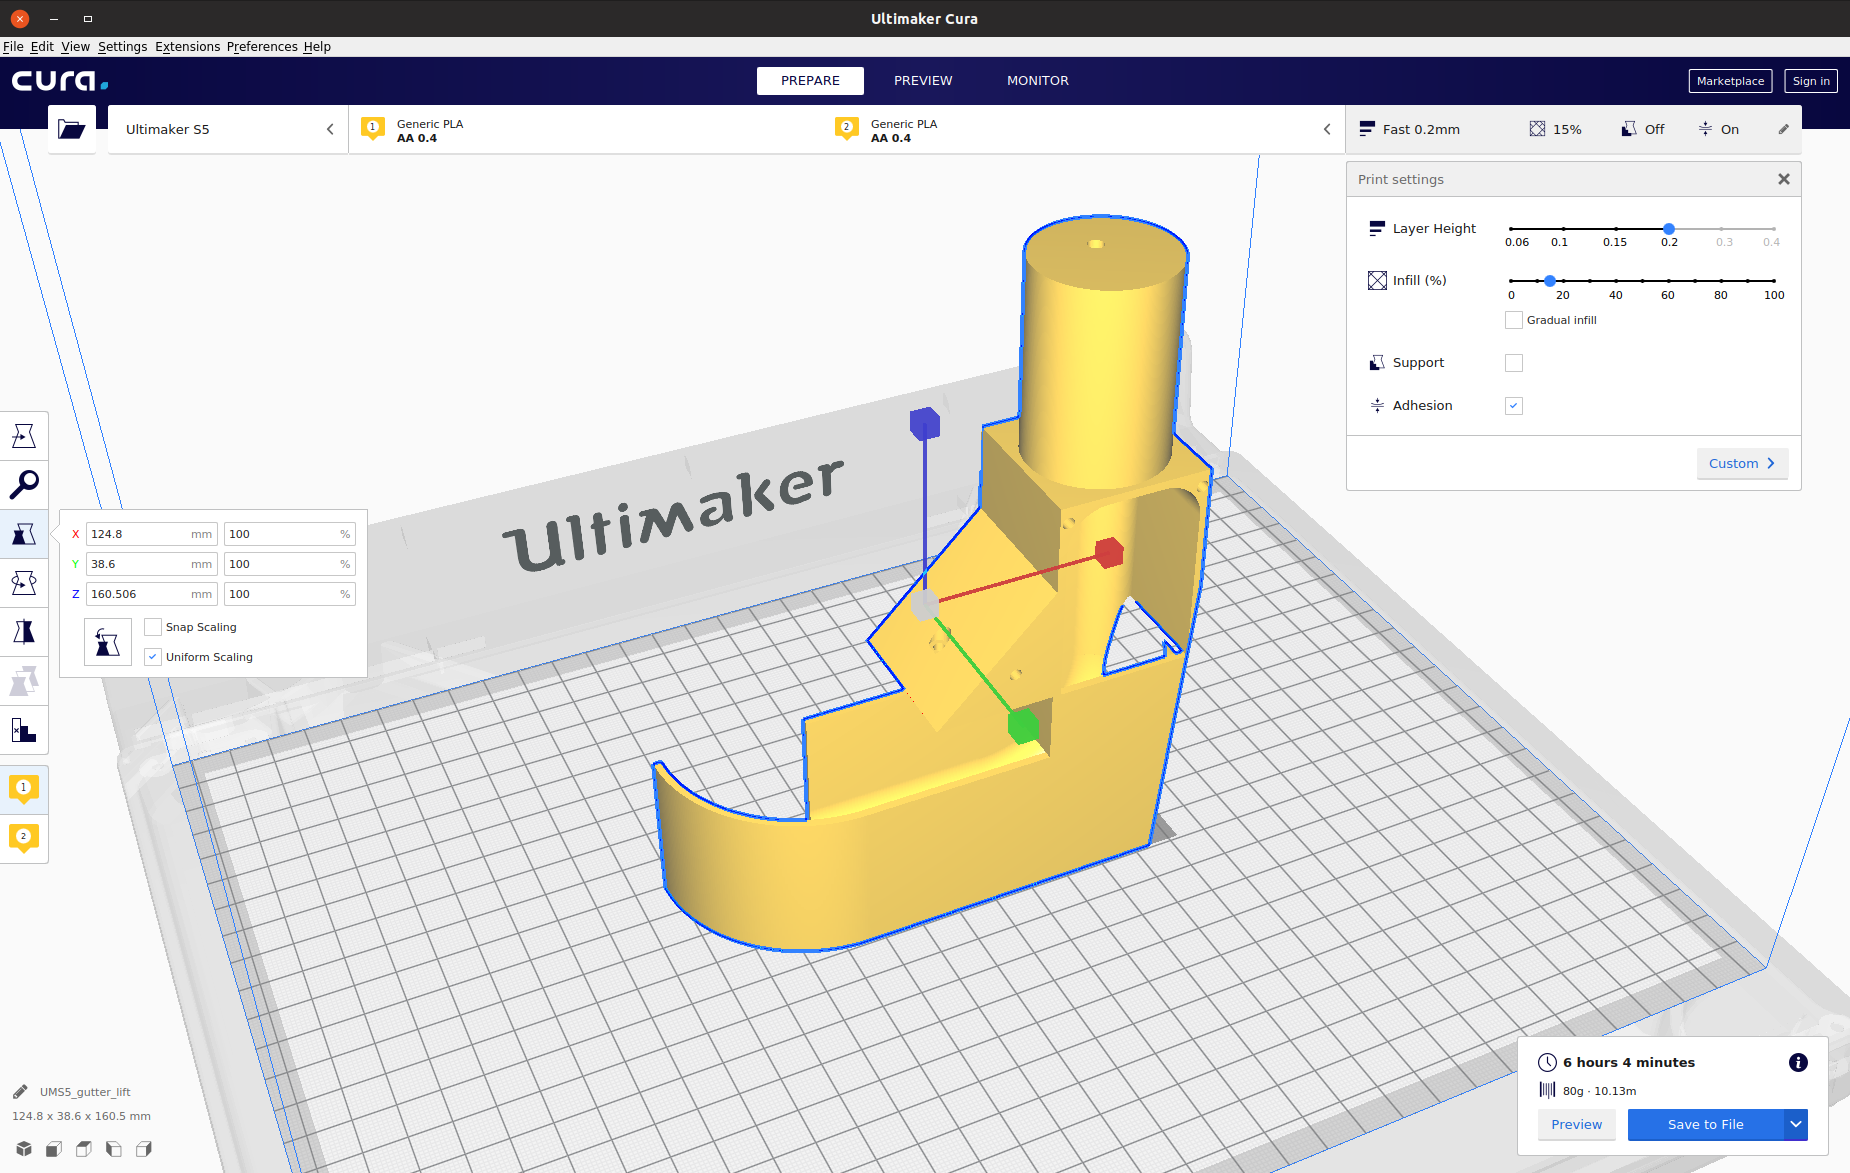 Ultimaker Cura
File Edit View Settings Extensions Preferences Help
cura.
PREPARE PREVIEW MONITOR
Marketplace Sign in
Ultimaker S5
1 Generic PLA
AA 0.4
2 Generic PLA
AA 0.4
Fast 0.2mm 15% Off On
Print settings
Layer Height
0.06 0.1 0.15 0.2 0.3 0.4
Infill (%)
0 20 40 60 80 100
Gradual infill
Support
Adhesion
Custom
Ultimaker
X 124.8 mm 100 %
Y 38.6 mm 100 %
Z 160.506 mm 100 %
Snap Scaling
Uniform Scaling
1
2
UMS5_gutter_lift
124.8 x 38.6 x 160.5 mm
6 hours 4 minutes
80g · 10.13m
Preview Save to File